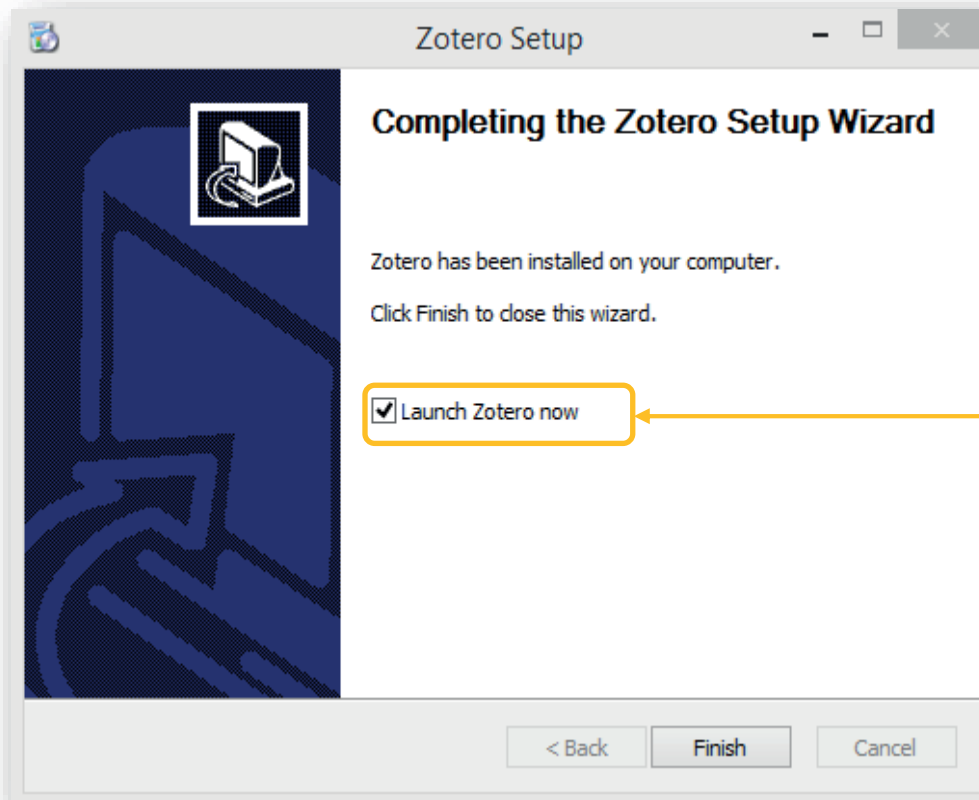 Zotero Setup
Completing the Zotero Setup Wizard
Zotero has been installed on your computer.
Click Finish to close this wizard.
Launch Zotero now
< Back Finish Cancel